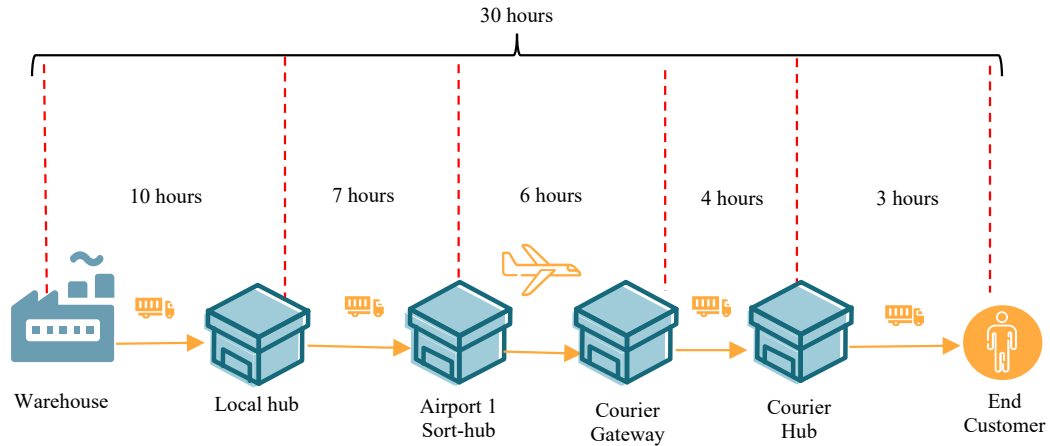 30 hours
10 hours
7 hours
6 hours
4 hours
3 hours
Warehouse
Local hub
Airport 1
Sort-hub
Courier
Gateway
Courier
Hub
End
Customer